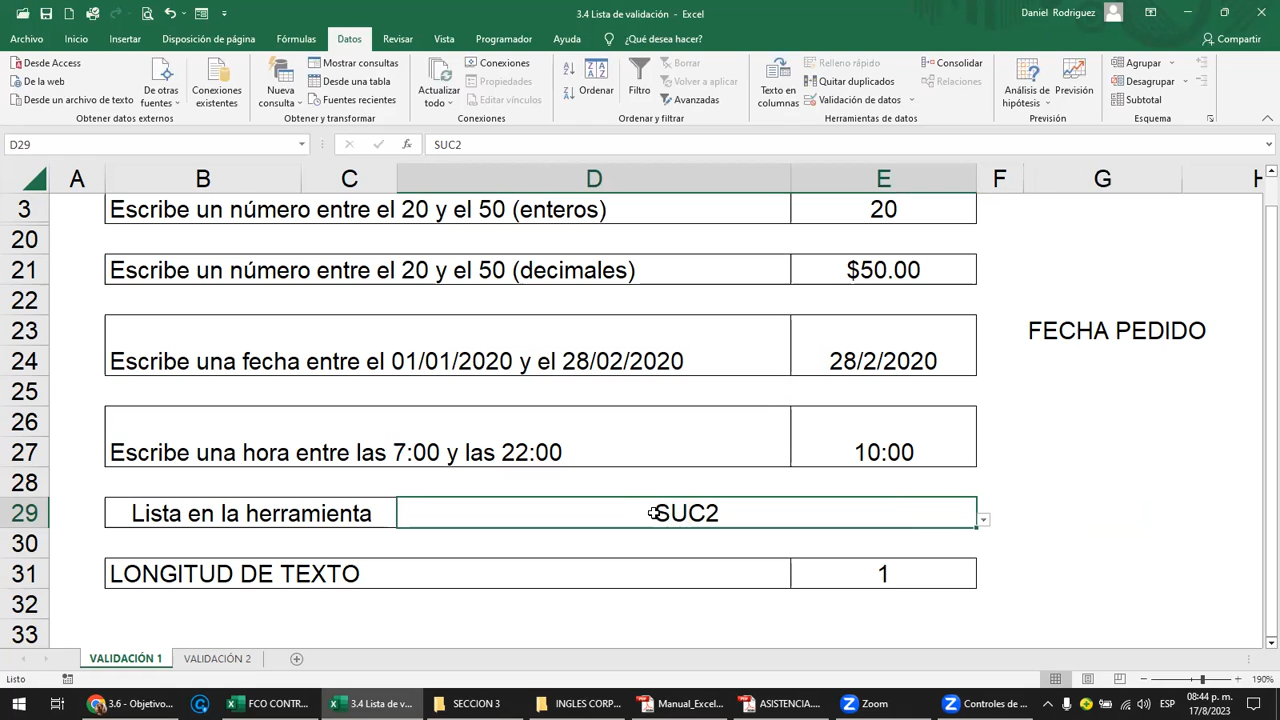 3.4 Lista de validación - Excel
Daniel Rodriguez
Archivo Inicio Insertar Disposición de página Fórmulas Datos Revisar Vista Programador Ayuda ¿Qué desea hacer? Compartir
Desde Access
De la web
Desde un archivo de texto
De otras fuentes
Conexiones existentes
Obtener datos externos
Nueva consulta
Mostrar consultas
Desde una tabla
Fuentes recientes
Obtener y transformar
Actualizar todo
Conexiones
Propiedades
Editar vínculos
Conexiones
Ordenar
Filtro
Borrar
Volver a aplicar
Avanzadas
Ordenar y filtrar
Texto en columnas
Relleno rápido
Quitar duplicados
Validación de datos
Consolidar
Relaciones
Herramientas de datos
Análisis de hipótesis
Previsión
Previsión
Agrupar
Desagrupar
Subtotal
Esquema
D29 fx SUC2
A B C D E F G H
3 Escribe un número entre el 20 y el 50 (enteros) 20
20
21 Escribe un número entre el 20 y el 50 (decimales) $50.00
22
23 FECHA PEDIDO
24 Escribe una fecha entre el 01/01/2020 y el 28/02/2020 28/2/2020
25
26
27 Escribe una hora entre las 7:00 y las 22:00 10:00
28
29 Lista en la herramienta SUC2
30
31 LONGITUD DE TEXTO 1
32
33
VALIDACIÓN 1 VALIDACIÓN 2
Listo 190%
3.6 - Objetivo... FCO CONTR... 3.4 Lista de v... SECCION 3 INGLES CORP... Manual_Excel... ASISTENCIA.... Zoom Controles de ... 08:44 p. m.
17/8/2023